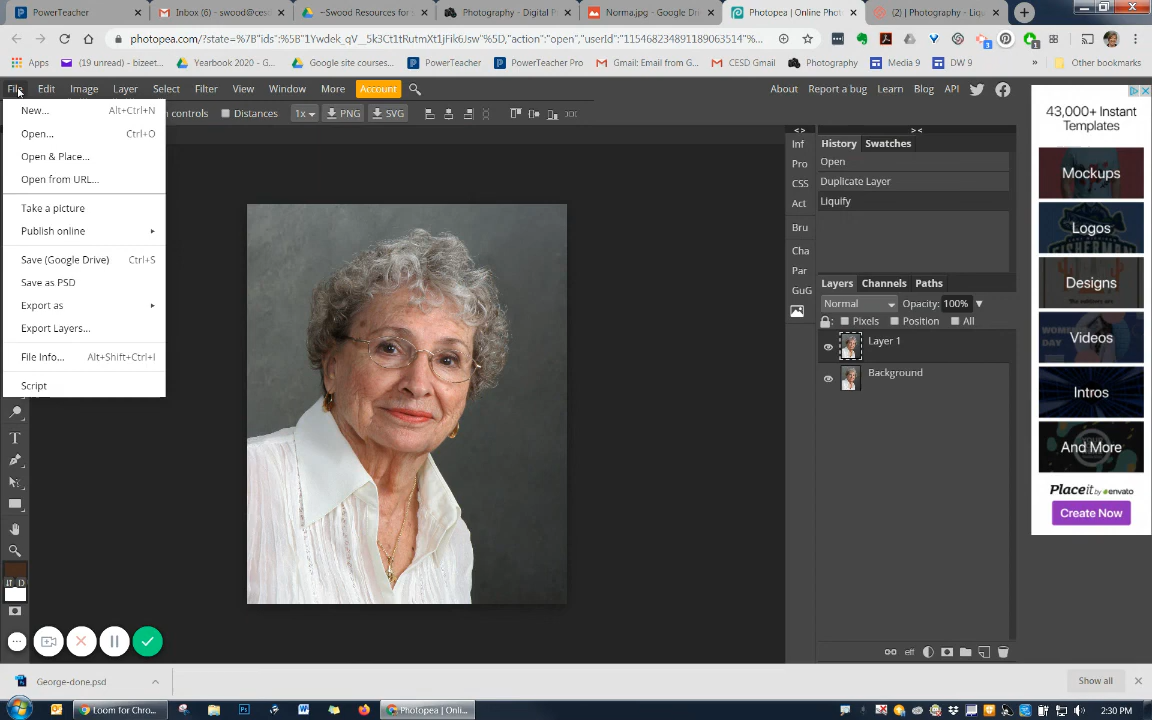 PowerTeacher
Inbox (6) - swood@ces
~Swood Resources for
Photography - Digital P
Norma.jpg - Google Dri
Photopea | Online Phot
(2) | Photography - Liqu
photopea.com/?state=%7B"ids%
"action":"open","userId":"115468234891189063514"%
Apps
(19 unread) - bizeet...
Yearbook 2020 - G...
Google site courses...
PowerTeacher
PowerTeacher Pro
Gmail: Email from G...
CESD Gmail
Photography
Media 9
DW 9
»
Other bookmarks
File Edit Image Layer Select Filter View Window More Account
About Report a bug Learn Blog API
controls Distances 1x PNG SVG
New... Alt+Ctrl+N
Open... Ctrl+O
Open & Place...
Open from URL...
Take a picture
Publish online
Save (Google Drive) Ctrl+S
Save as PSD
Export as
Export Layers...
File Info... Alt+Shift+Ctrl+I
Script
<> ><
Inf
Pro
CSS
Act
Bru
Cha
Par
GuG
History Swatches
Open
Duplicate Layer
Liquify
Layers Channels Paths
Normal Opacity: 100%
Pixels Position All
Layer 1
Background
eff
T
D
43,000+ Instant
Templates
Mockups
Logos
Designs
Videos
Intros
And More
Placeit by envato
Create Now
George-done.psd
Show all
Loom for Chro...
Photopea | Onli...
2:30 PM